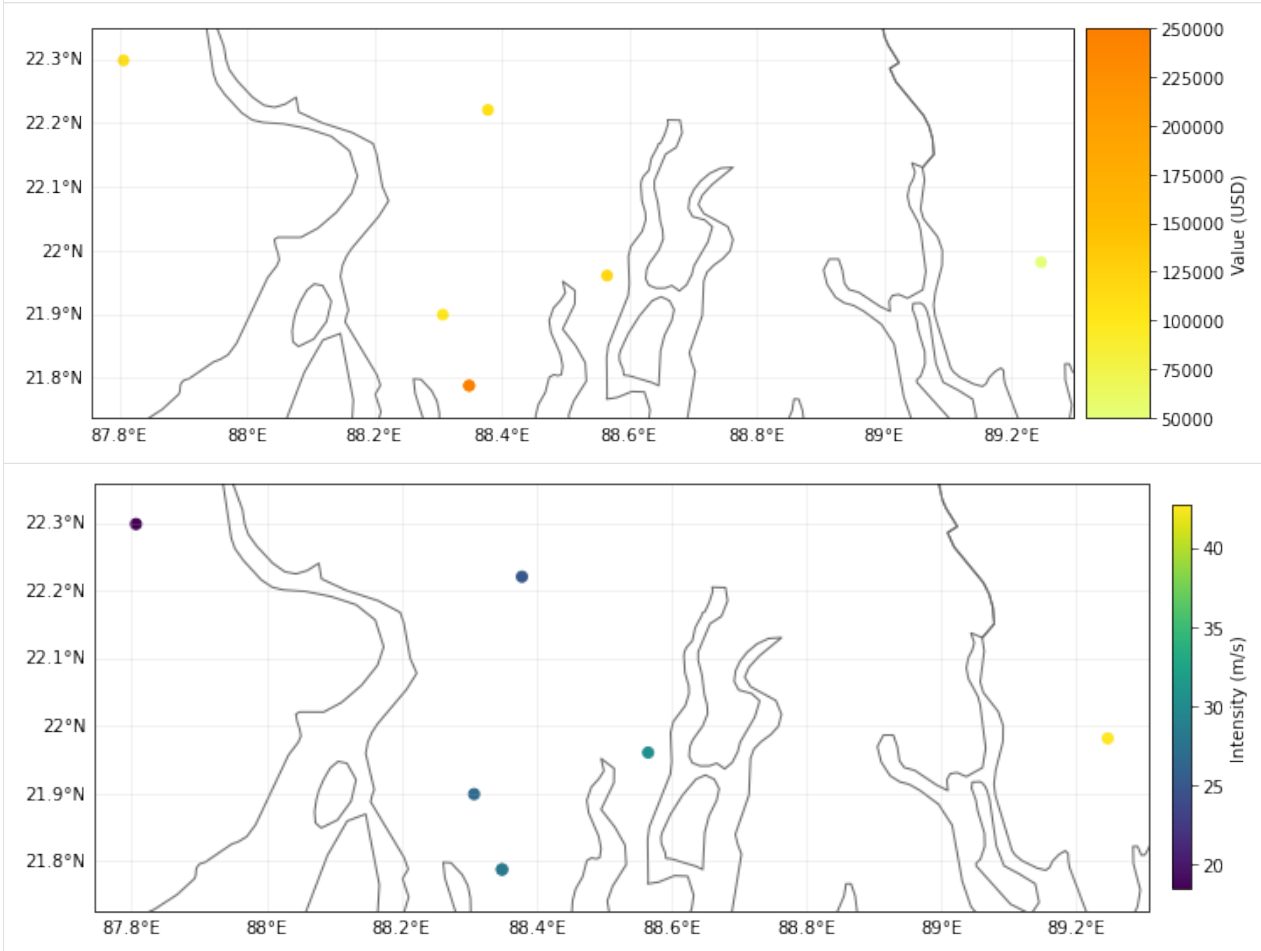 22.3°N
22.2°N
22.1°N
22°N
21.9°N
21.8°N
87.8°E 88°E 88.2°E 88.4°E 88.6°E 88.8°E 89°E 89.2°E
250000
225000
200000
175000
150000
125000
100000
75000
50000
Value (USD)
22.3°N
22.2°N
22.1°N
22°N
21.9°N
21.8°N
87.8°E 88°E 88.2°E 88.4°E 88.6°E 88.8°E 89°E 89.2°E
40
35
30
25
20
Intensity (m/s)